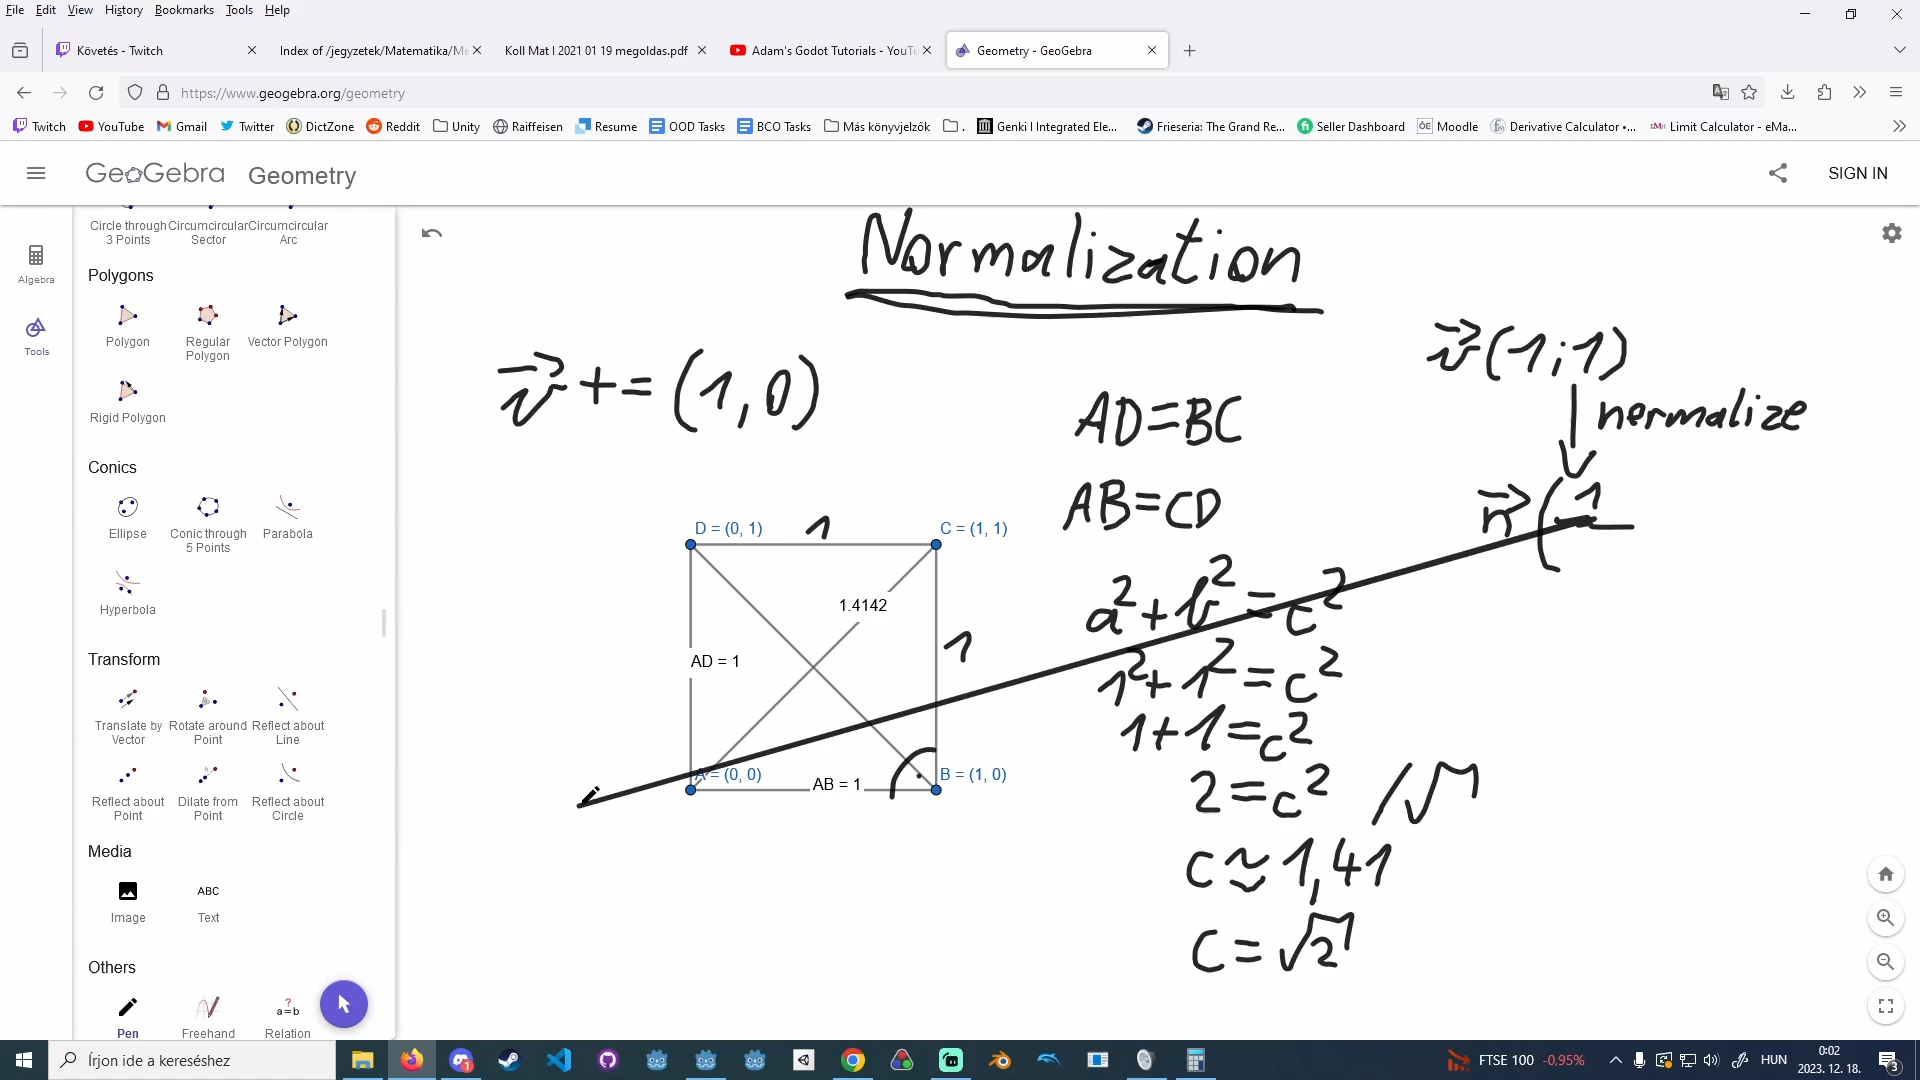 File Edit View History Bookmarks Tools Help
Követés - Twitch
Index of /jegyzetek/Matematika/Me
Koll Mat I 2021 01 19 megoldas.pdf
Adam's Godot Tutorials - YouTu
Geometry - GeoGebra
https://www.geogebra.org/geometry
Twitch YouTube Gmail Twitter DictZone Reddit Unity Raiffeisen Resume OOD Tasks BCO Tasks Más könyvjelzők . Genki I Integrated Ele... Frieseria: The Grand Re... Seller Dashboard Moodle Derivative Calculator •... Limit Calculator - eMa...
GeoGebra Geometry
SIGN IN
Algebra
Tools
Circle through 3 Points
Circumcircular Sector
Circumcircular Arc
Polygons
Polygon
Regular Polygon
Vector Polygon
Rigid Polygon
Conics
Ellipse
Conic through 5 Points
Parabola
Hyperbola
Transform
Translate by Vector
Rotate around Point
Reflect about Line
Reflect about Point
Dilate from Point
Reflect about Circle
Media
Image
ABC
Text
Others
Pen
Freehand
? a=b
Relation
Normalization
v += (1, 0)
D = (0, 1)
1
C = (1, 1)
1.4142
AD = 1
1
A = (0, 0)
AB = 1
B = (1, 0)
AD=BC
AB=CD
a²+b²=c²
1²+1²=c²
1+1=c²
2=c² /√
c≈1,41
c=√2
v(1;1)
normalize
n(1
Írjon ide a kereséshez
FTSE 100 -0,95%
HUN
0:02
2023. 12. 18.
3